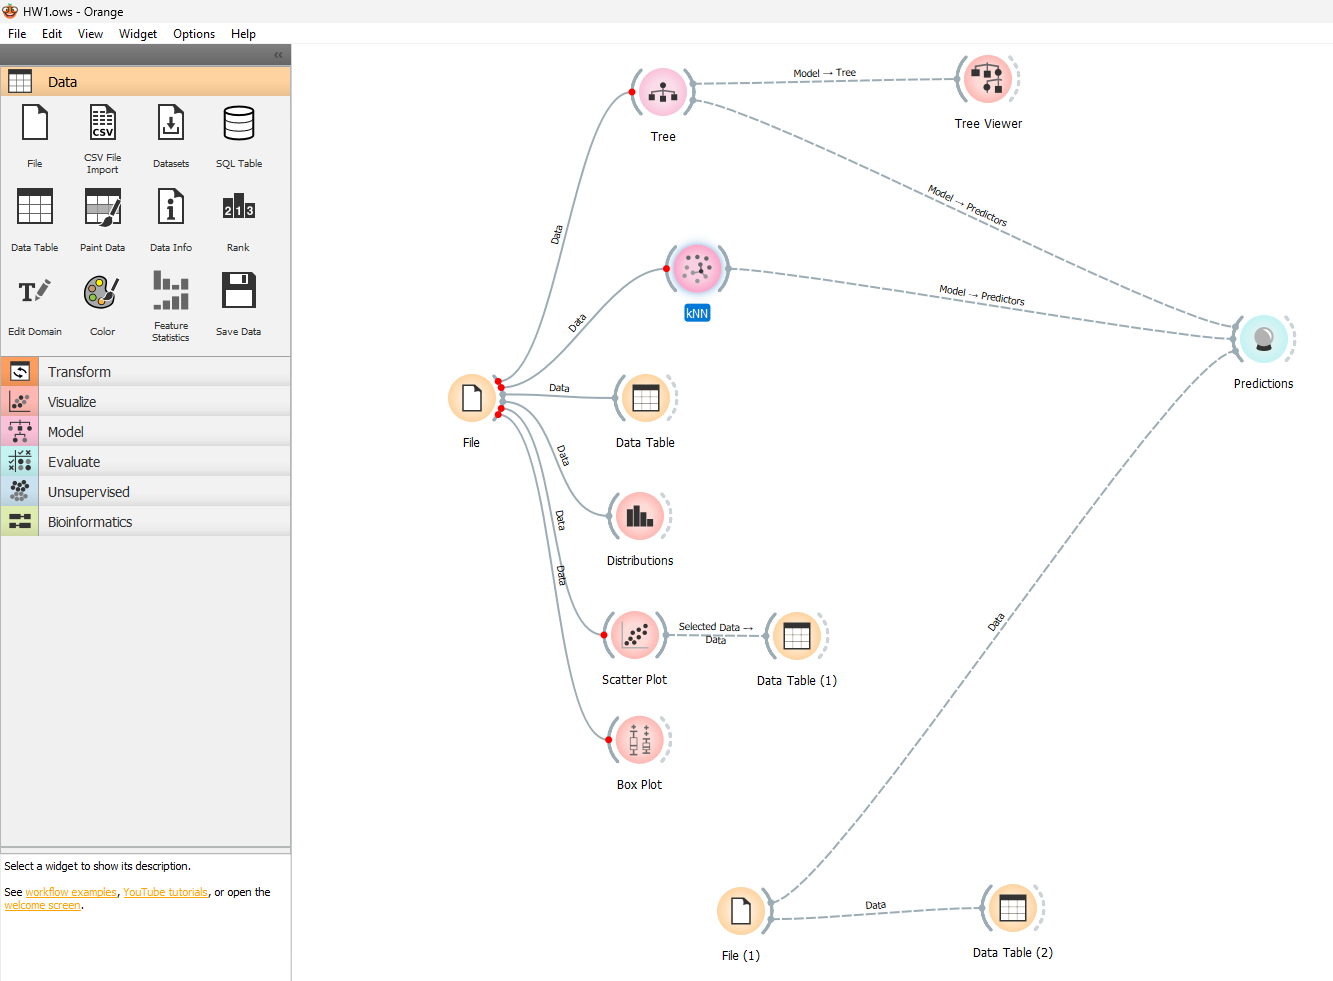 HW1.ows - Orange
File Edit View Widget Options Help
«
Data
File
CSV
CSV File
Import
Datasets
SQL Table
Data Table
Paint Data
Data Info
2 1 3
Rank
T
Edit Domain
Color
Feature
Statistics
Save Data
Transform
Visualize
Model
Evaluate
Unsupervised
Bioinformatics
Select a widget to show its description.
See workflow examples, YouTube tutorials, or open the
welcome screen.
Tree
Model → Tree
Tree Viewer
Model → Predictors
Data
kNN
Model → Predictors
Data
Predictions
File
Data
Data Table
Data
Distributions
Data
Data
Scatter Plot
Selected Data →
Data
Data Table (1)
Box Plot
Data
File (1)
Data
Data Table (2)